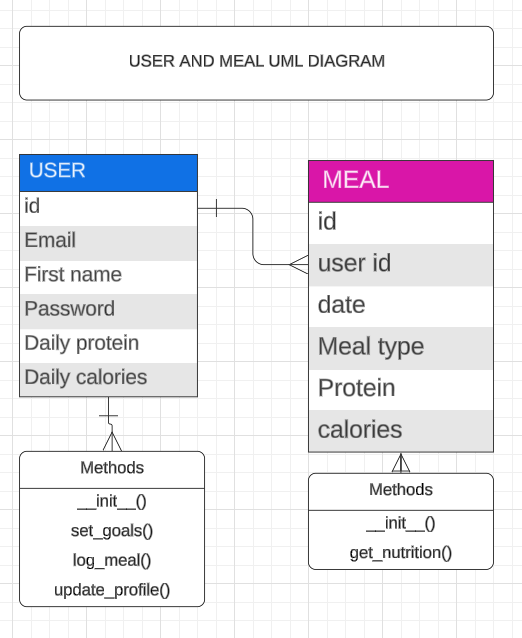 USER AND MEAL UML DIAGRAM
USER
id
Email
First name
Password
Daily protein
Daily calories
Methods
__init__()
set_goals()
log_meal()
update_profile()
MEAL
id
user id
date
Meal type
Protein
calories
Methods
__init__()
get_nutrition()